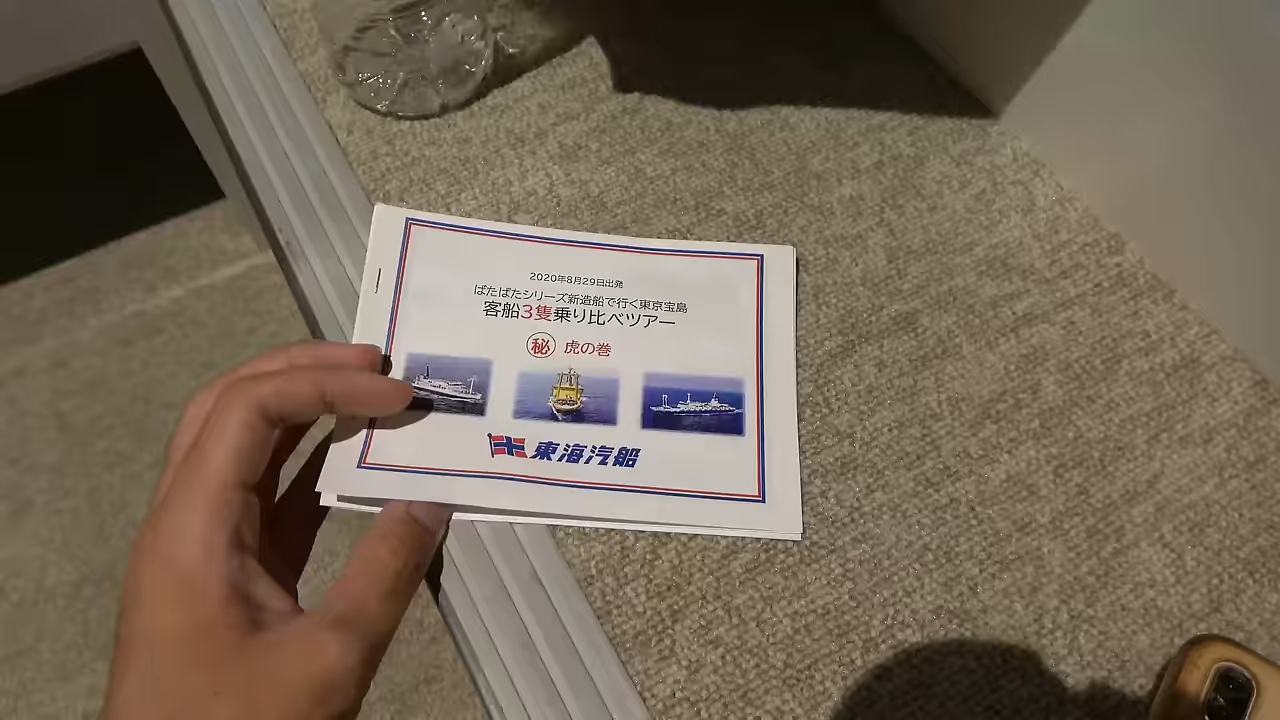 2020年8月29日出発
ぱたぱたシリーズ新造船で行く東京宝島
客船3隻乗り比べツアー
秘 虎の巻
東海汽船